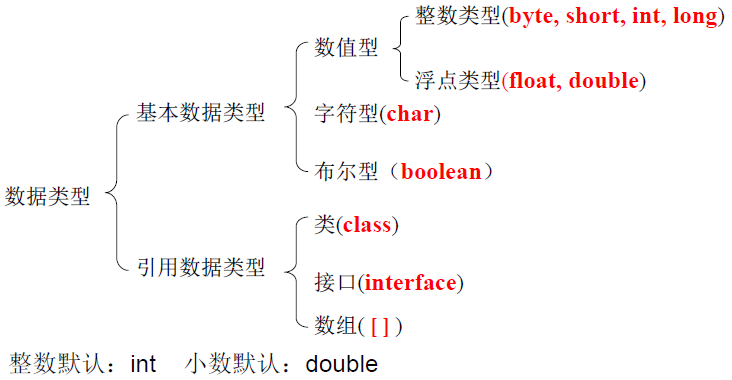 整数类型(byte, short, int, long)
数值型
浮点类型(float, double)
基本数据类型
字符型(char)
布尔型（boolean）
数据类型
类(class)
引用数据类型
接口(interface)
数组( [ ] )
整数默认：int 小数默认：double